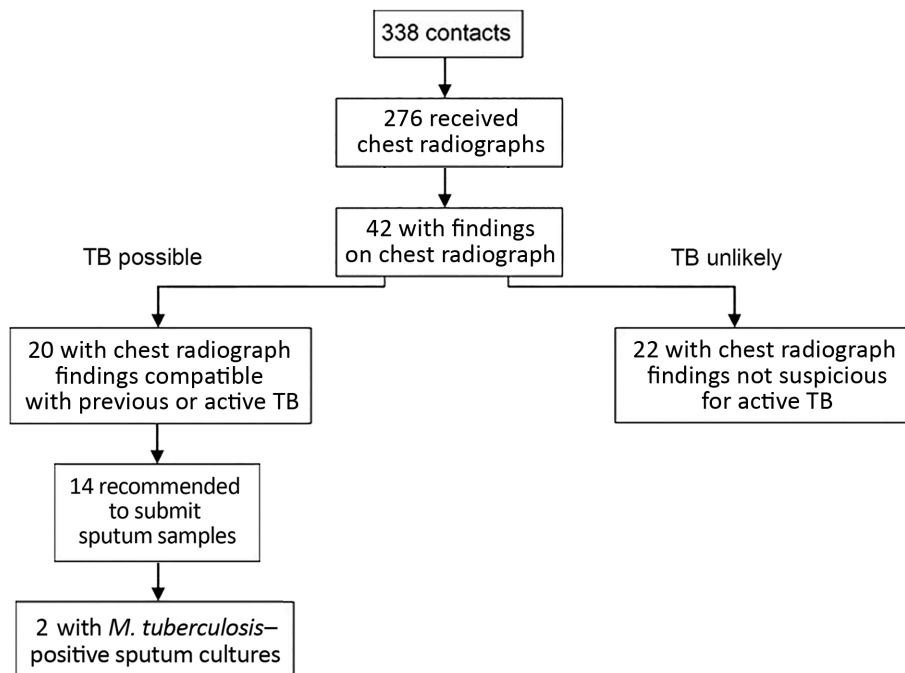 338 contacts
276 received
chest radiographs
42 with findings
on chest radiograph
TB possible
TB unlikely
20 with chest radiograph
findings compatible
with previous or active TB
22 with chest radiograph
findings not suspicious
for active TB
14 recommended
to submit
sputum samples
2 with M. tuberculosis–
positive sputum cultures